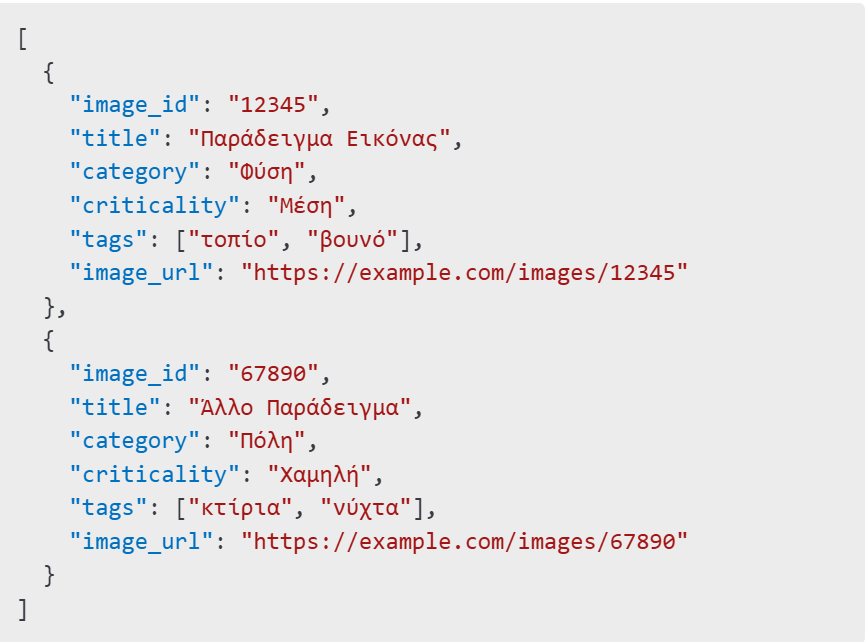 [
  {
    "image_id": "12345",
    "title": "Παράδειγμα Εικόνας",
    "category": "Φύση",
    "criticality": "Μέση",
    "tags": ["τοπίο", "βουνό"],
    "image_url": "https://example.com/images/12345"
  },
  {
    "image_id": "67890",
    "title": "Άλλο Παράδειγμα",
    "category": "Πόλη",
    "criticality": "Χαμηλή",
    "tags": ["κτίρια", "νύχτα"],
    "image_url": "https://example.com/images/67890"
  }
]